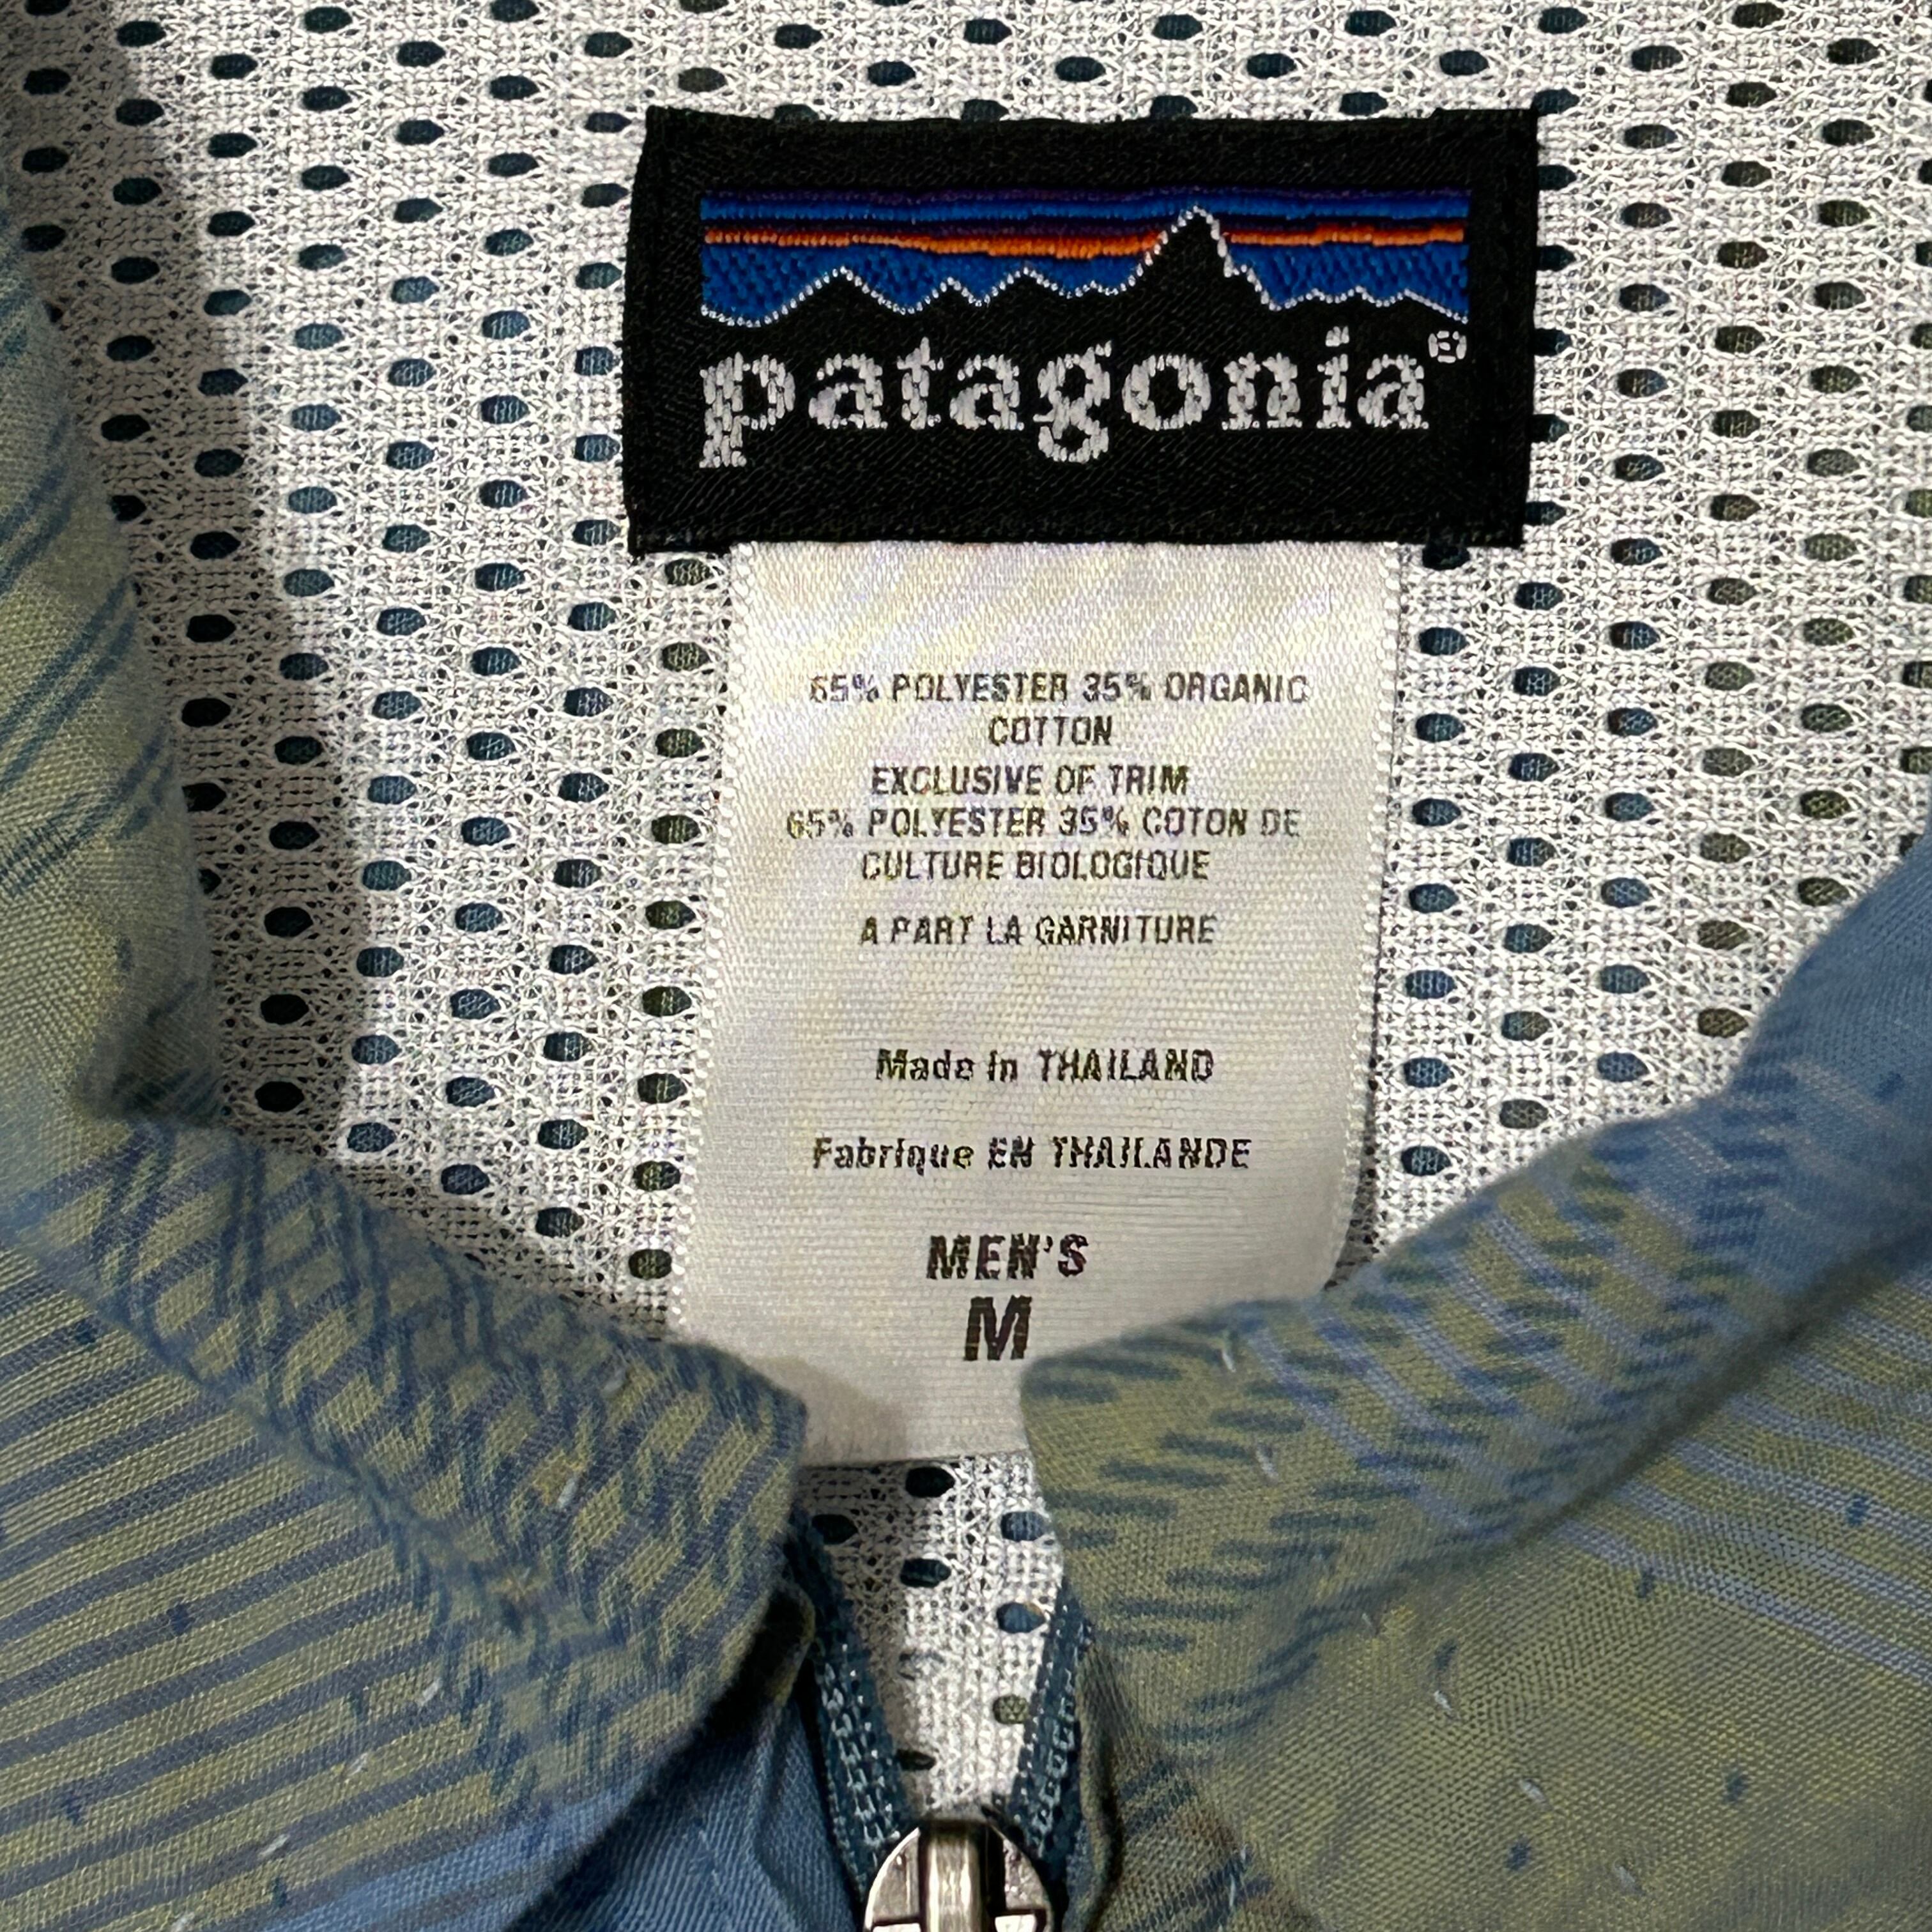 patagonia®
65% POLYESTER 35% ORGANIC
COTTON
EXCLUSIVE OF TRIM
65% POLYESTER 35% COTON DE
CULTURE BIOLOGIQUE
A PART LA GARNITURE
Made in THAILAND
Fabrique EN THAILANDE
MEN'S
M